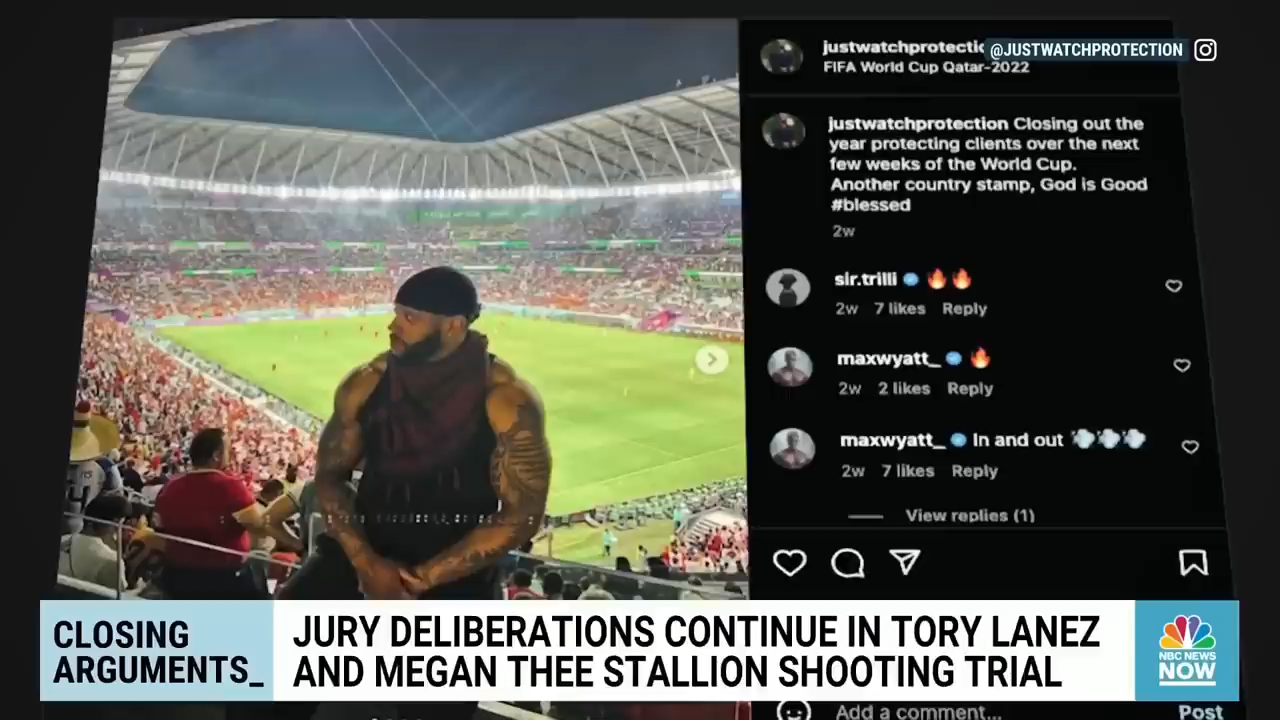 justwatchprotectic
@JUSTWATCHPROTECTION
FIFA World Cup Qatar-2022
justwatchprotection Closing out the
year protecting clients over the next
few weeks of the World Cup.
Another country stamp, God is Good
#blessed
2w
sir.trilli 🔥🔥
2w 7 likes Reply
maxwyatt_ 🔥
2w 2 likes Reply
maxwyatt_ In and out 💨💨💨
2w 7 likes Reply
View replies (1)
CLOSING
ARGUMENTS_
JURY DELIBERATIONS CONTINUE IN TORY LANEZ
AND MEGAN THEE STALLION SHOOTING TRIAL
NBC NEWS
NOW
Add a comment...
Post